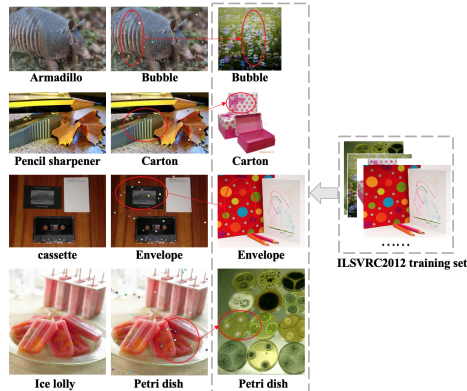 Armadillo Bubble Bubble
Pencil sharpener Carton Carton
cassette Envelope Envelope
......
ILSVRC2012 training set
Ice lolly Petri dish Petri dish